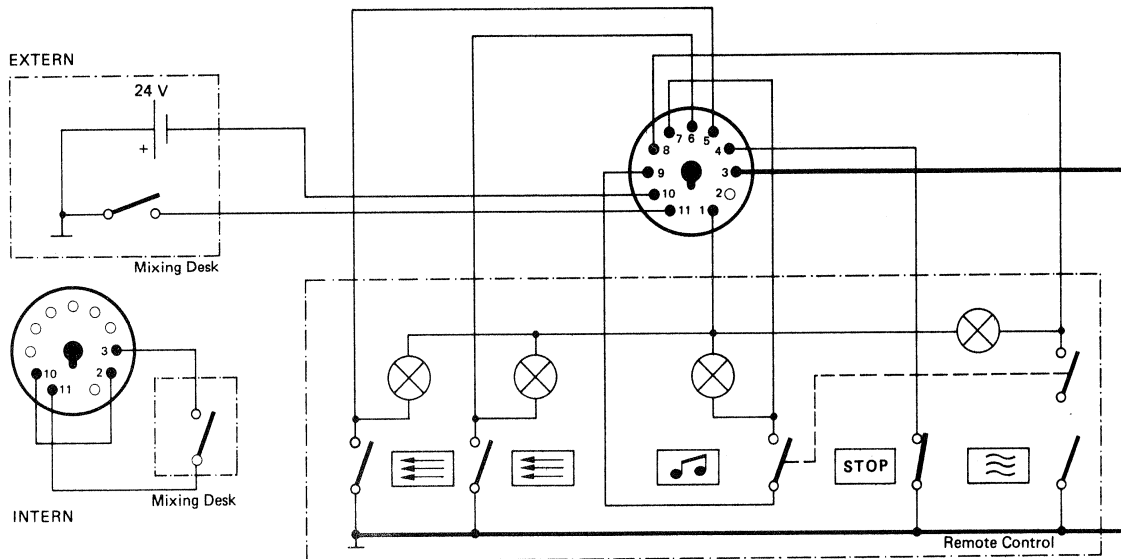 EXTERN
24 V
+
Mixing Desk
7 6 5
8 4
9 3
10 2
11 1
3
10 2
11
Mixing Desk
INTERN
STOP
Remote Control